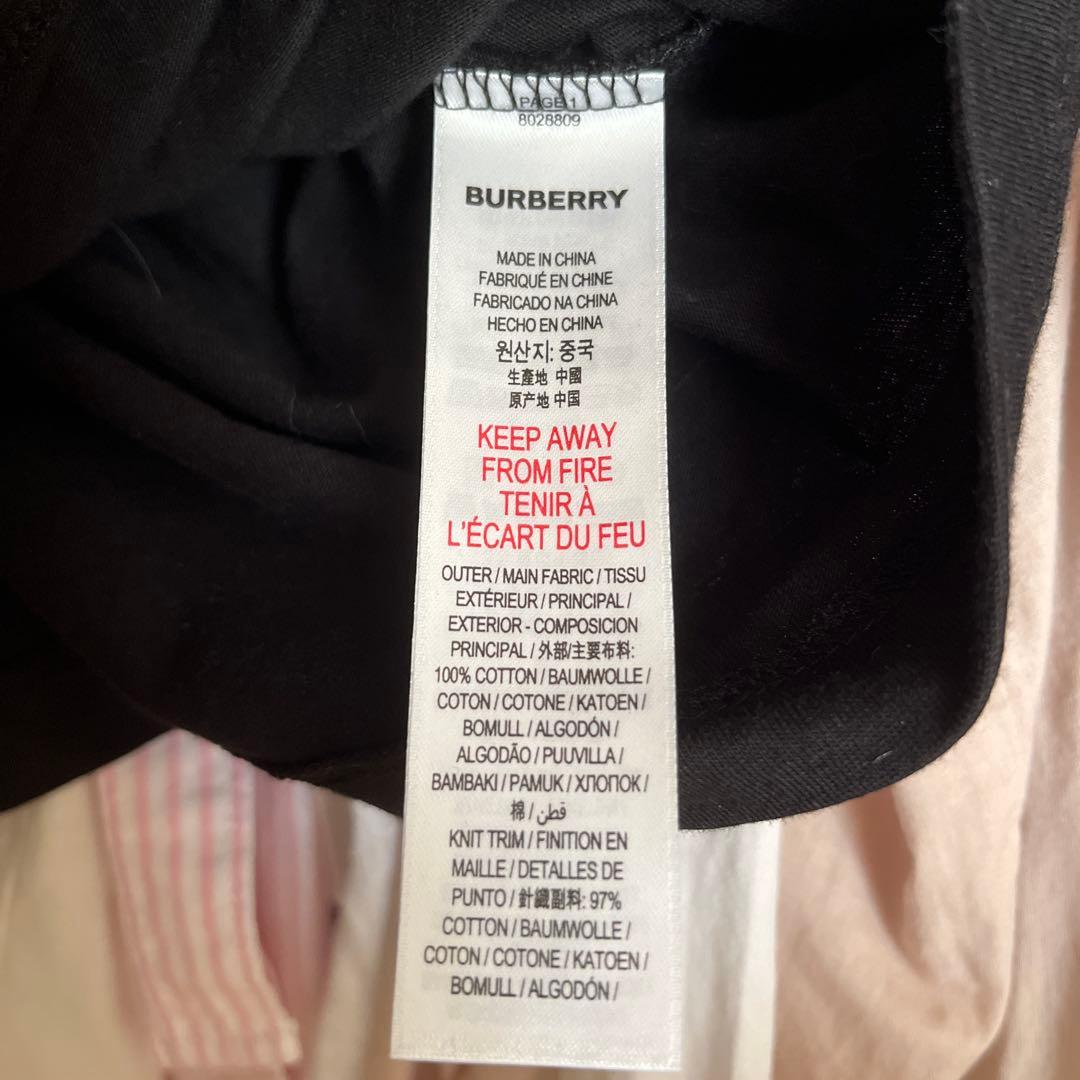 PAGE 1
8028809
BURBERRY
MADE IN CHINA
FABRIQUÉ EN CHINE
FABRICADO NA CHINA
HECHO EN CHINA
원산지: 중국
生產地 中國
原产地 中国
KEEP AWAY
FROM FIRE
TENIR À
L'ÉCART DU FEU
OUTER / MAIN FABRIC / TISSU
EXTÉRIEUR / PRINCIPAL /
EXTERIOR - COMPOSICION
PRINCIPAL / 外部/主要布料:
100% COTTON / BAUMWOLLE /
COTON / COTONE / KATOEN /
BOMULL / ALGODÓN /
ALGODÃO / PUUVILLA /
BAMBAKI / PAMUK / ХЛОПОК /
棉 / قطن /
KNIT TRIM / FINITION EN
MAILLE / DETALLES DE
PUNTO / 針織副料: 97%
COTTON / BAUMWOLLE /
COTON / COTONE / KATOEN /
BOMULL / ALGODÓN /